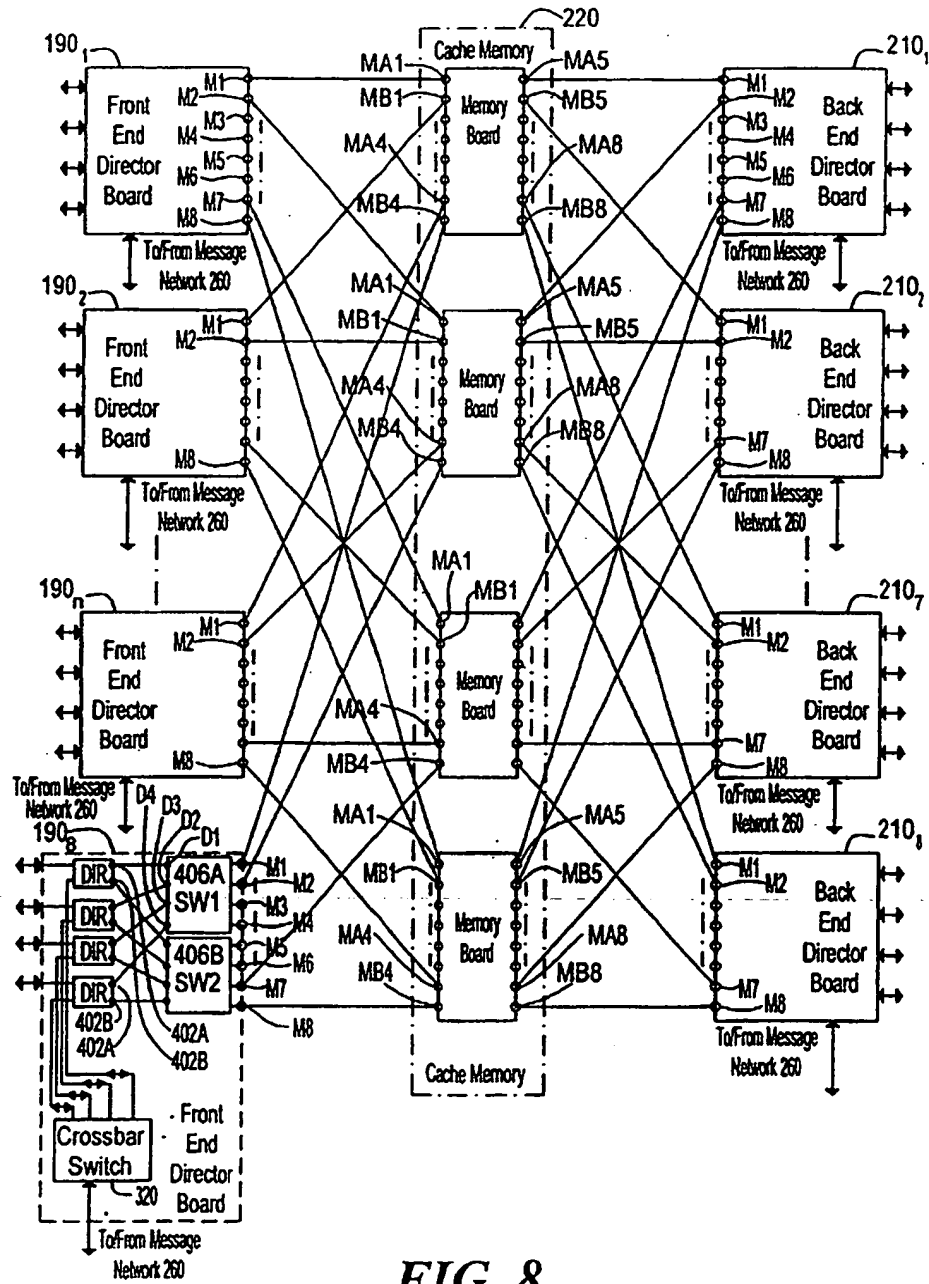 220
190₁
Cache Memory
210₁
MA1
MA5
M1
M2
M3
M4
M5
M6
M7
M8
Front
End
Director
Board
MB1
MA4
MB4
Memory
Board
MB5
MA8
MB8
M1
M2
M3
M4
M5
M6
M7
M8
Back
End
Director
Board
To/From Message
Network 260
To/From Message
Network 260
190₂
MA1
MA5
210₂
M1
M2
M8
Front
End
Director
Board
MB1
MA4
MB4
Memory
Board
MB5
MA8
MB8
M1
M2
M7
M8
Back
End
Director
Board
To/From Message
Network 260
To/From Message
Network 260
190n
MA1
MB1
210₇
M1
M2
M8
Front
End
Director
Board
MA4
MB4
Memory
Board
M1
M2
M7
M8
Back
End
Director
Board
To/From Message
Network 260
To/From Message
Network 260
190₈
D4
D3
D2
D1
MA1
MA5
210₈
DIR
DIR
DIR
DIR
406A
SW1
406B
SW2
M1
M2
M3
M4
M5
M6
M7
M8
MB1
MA4
MB4
Memory
Board
MB5
MA8
MB8
M1
M2
M7
M8
Back
End
Director
Board
402B
402A
402A
402B
To/From Message
Network 260
Cache Memory
Crossbar
Switch
320
Front
End
Director
Board
To/From Message
Network 260
FIG. 8